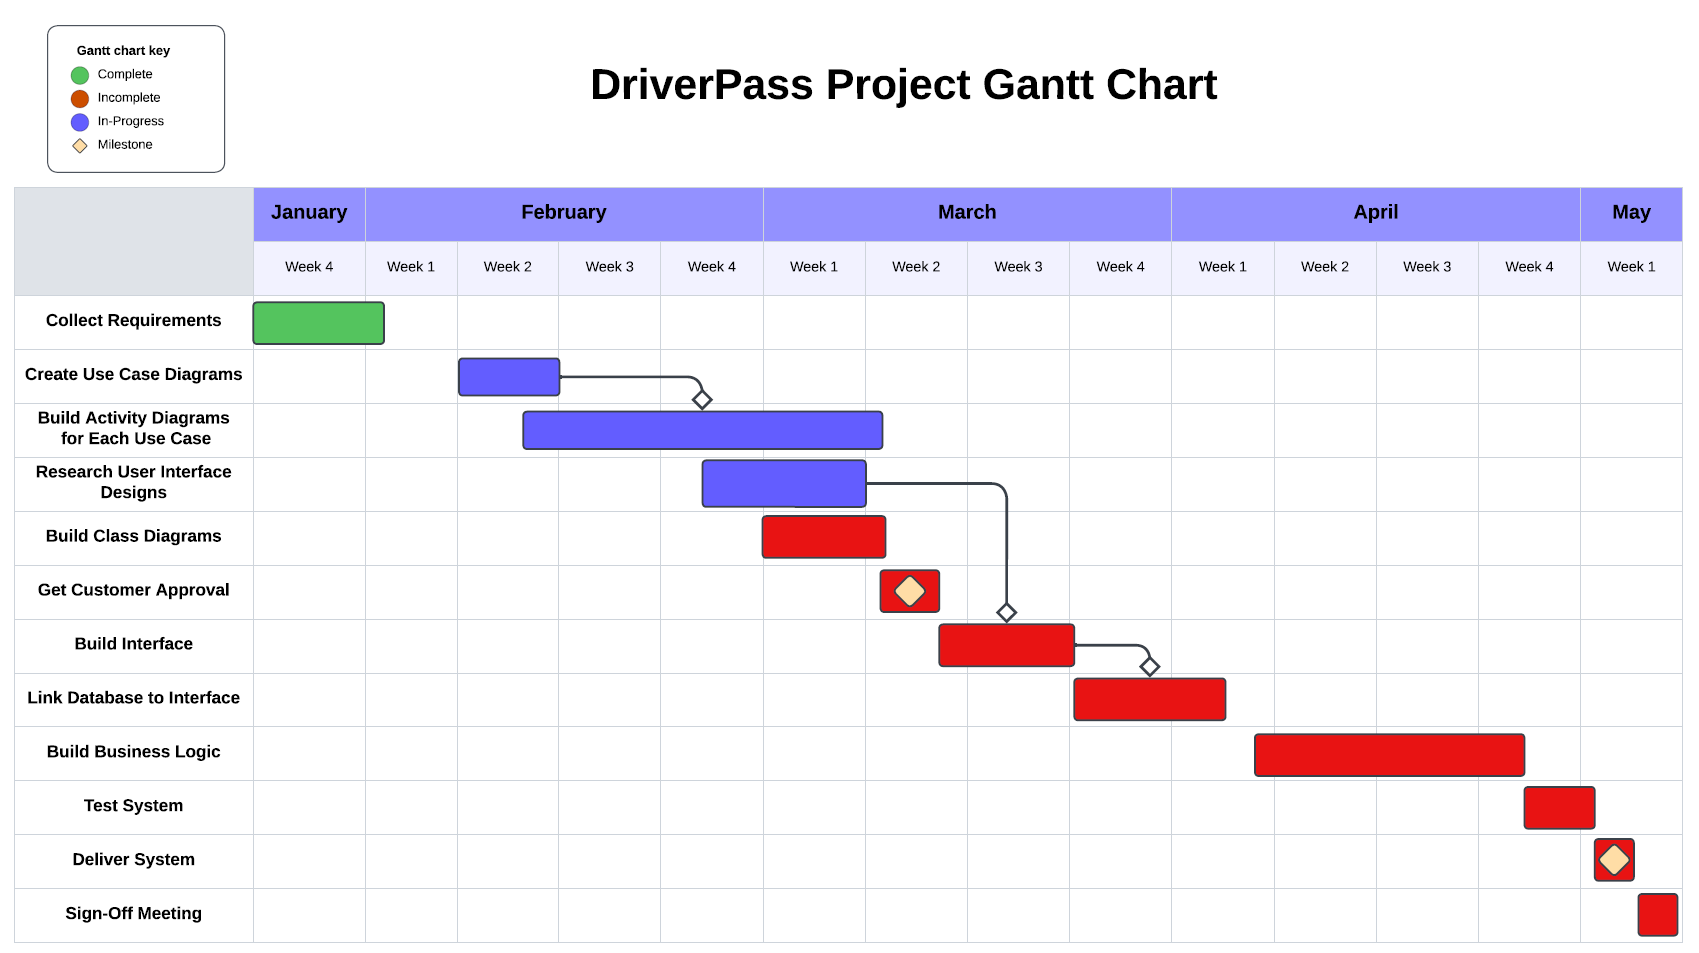 Gantt chart key
Complete
Incomplete
In-Progress
Milestone
DriverPass Project Gantt Chart
January February March April May
Week 4 Week 1 Week 2 Week 3 Week 4 Week 1 Week 2 Week 3 Week 4 Week 1 Week 2 Week 3 Week 4 Week 1
Collect Requirements
Create Use Case Diagrams
Build Activity Diagrams
for Each Use Case
Research User Interface
Designs
Build Class Diagrams
Get Customer Approval
Build Interface
Link Database to Interface
Build Business Logic
Test System
Deliver System
Sign-Off Meeting